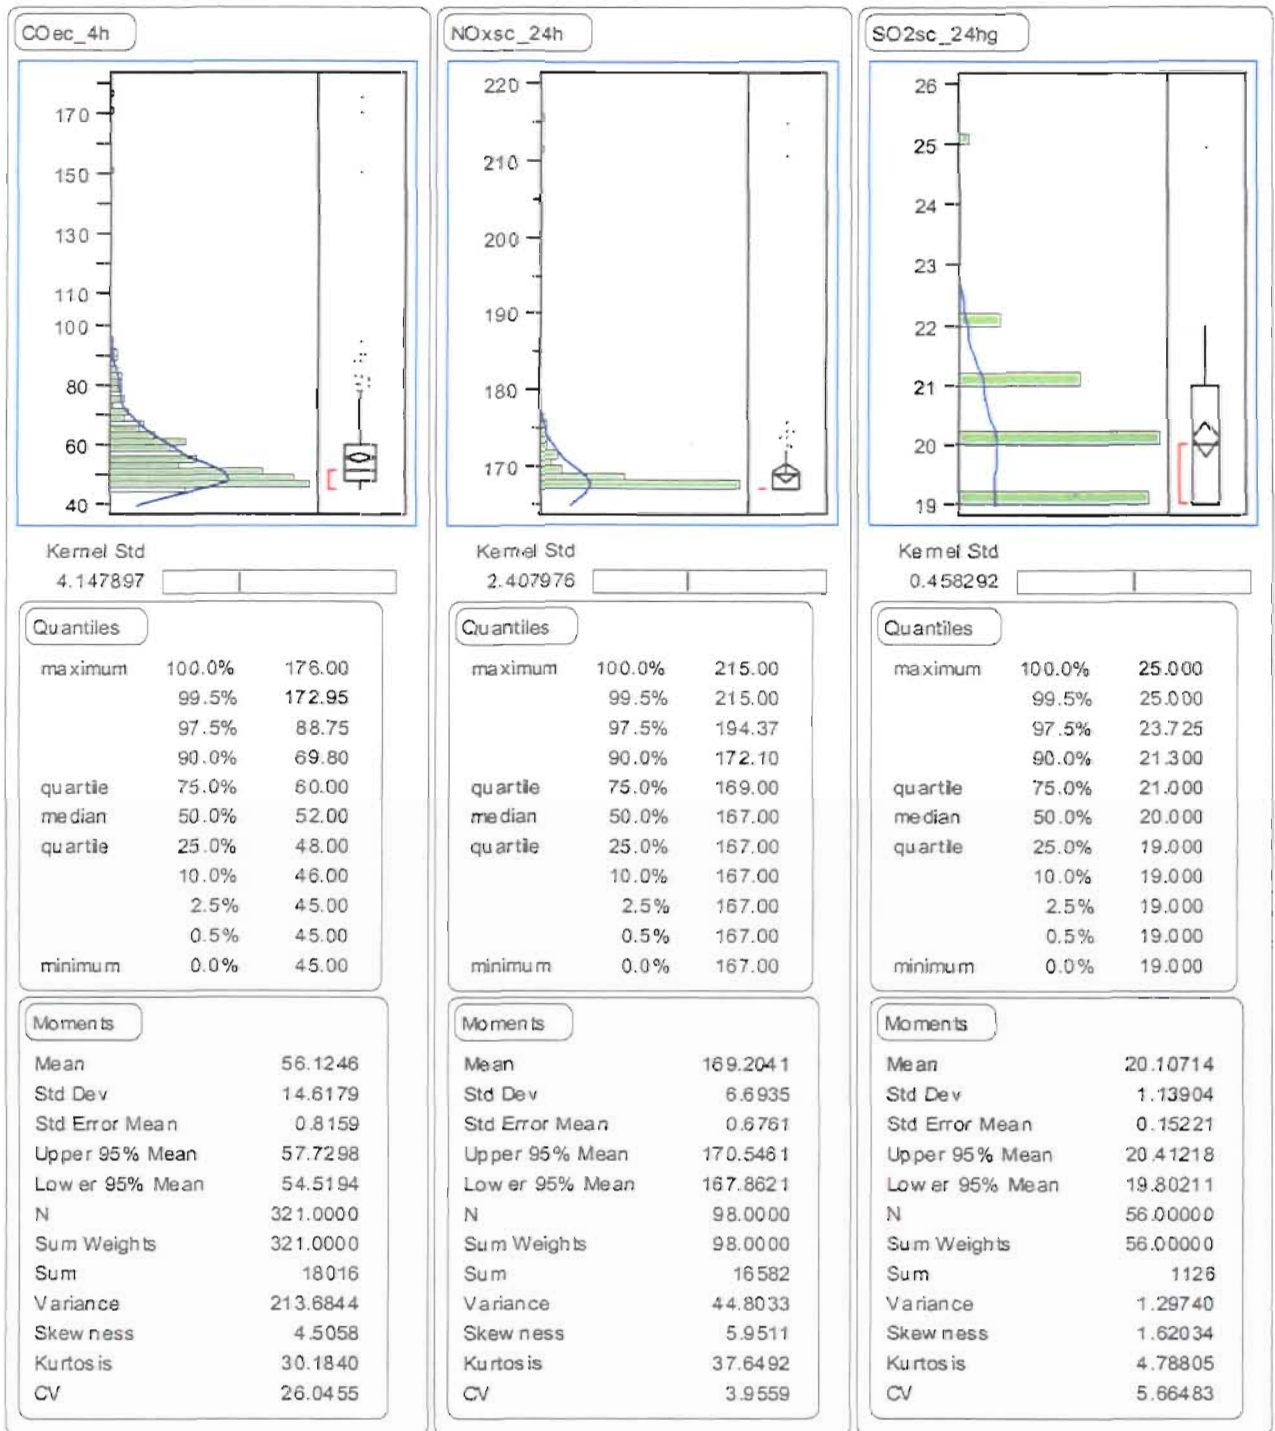 COec_4h
170
150
130
110
100
80
60
40
Kernel Std
4.147897
Quantiles
maximum 100.0% 176.00
99.5% 172.95
97.5% 88.75
90.0% 69.80
quartile 75.0% 60.00
median 50.0% 52.00
quartile 25.0% 48.00
10.0% 46.00
2.5% 45.00
0.5% 45.00
minimum 0.0% 45.00
Moments
Mean 56.1246
Std Dev 14.6179
Std Error Mean 0.8159
Upper 95% Mean 57.7298
Lower 95% Mean 54.5194
N 321.0000
Sum Weights 321.0000
Sum 18016
Variance 213.6844
Skewness 4.5058
Kurtosis 30.1840
CV 26.0455
NOxsc_24h
220
210
200
190
180
170
Kernel Std
2.407976
Quantiles
maximum 100.0% 215.00
99.5% 215.00
97.5% 194.37
90.0% 172.10
quartile 75.0% 169.00
median 50.0% 167.00
quartile 25.0% 167.00
10.0% 167.00
2.5% 167.00
0.5% 167.00
minimum 0.0% 167.00
Moments
Mean 169.2041
Std Dev 6.6935
Std Error Mean 0.6761
Upper 95% Mean 170.5461
Lower 95% Mean 167.8621
N 98.0000
Sum Weights 98.0000
Sum 16582
Variance 44.8033
Skewness 5.9511
Kurtosis 37.6492
CV 3.9559
SO2sc_24hg
26
25
24
23
22
21
20
19
Kernel Std
0.458292
Quantiles
maximum 100.0% 25.000
99.5% 25.000
97.5% 23.725
90.0% 21.300
quartile 75.0% 21.000
median 50.0% 20.000
quartile 25.0% 19.000
10.0% 19.000
2.5% 19.000
0.5% 19.000
minimum 0.0% 19.000
Moments
Mean 20.10714
Std Dev 1.13904
Std Error Mean 0.15221
Upper 95% Mean 20.41218
Lower 95% Mean 19.80211
N 56.00000
Sum Weights 56.00000
Sum 1126
Variance 1.29740
Skewness 1.62034
Kurtosis 4.78805
CV 5.66483